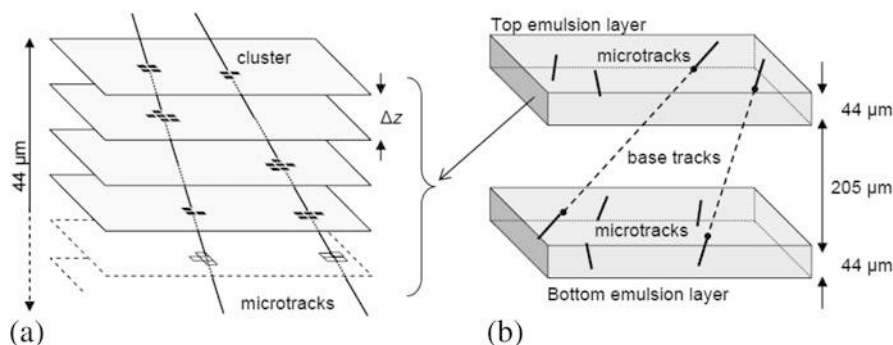 44 µm
cluster
Δz
microtracks
(a)
Top emulsion layer
microtracks
44 µm
base tracks
205 µm
microtracks
44 µm
Bottom emulsion layer
(b)